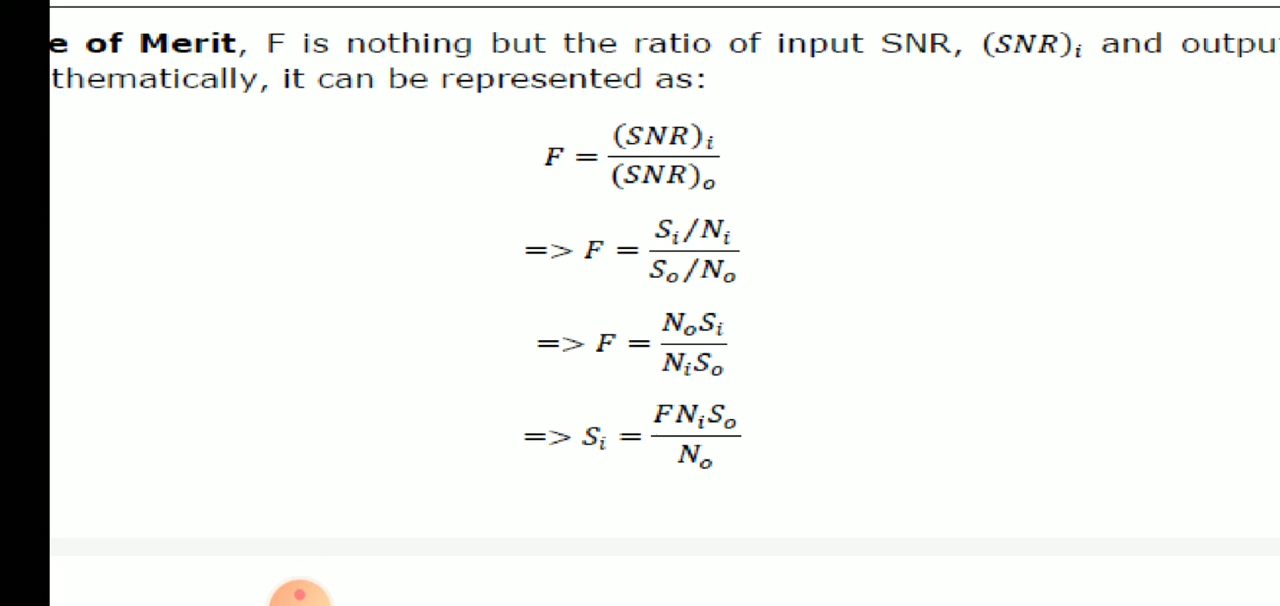 e of Merit, F is nothing but the ratio of input SNR, (SNR)ᵢ and outpu
thematically, it can be represented as:
F = (SNR)ᵢ / (SNR)ₒ
=> F = Sᵢ/Nᵢ / Sₒ/Nₒ
=> F = NₒSᵢ / NᵢSₒ
=> Sᵢ = FNᵢSₒ / Nₒ